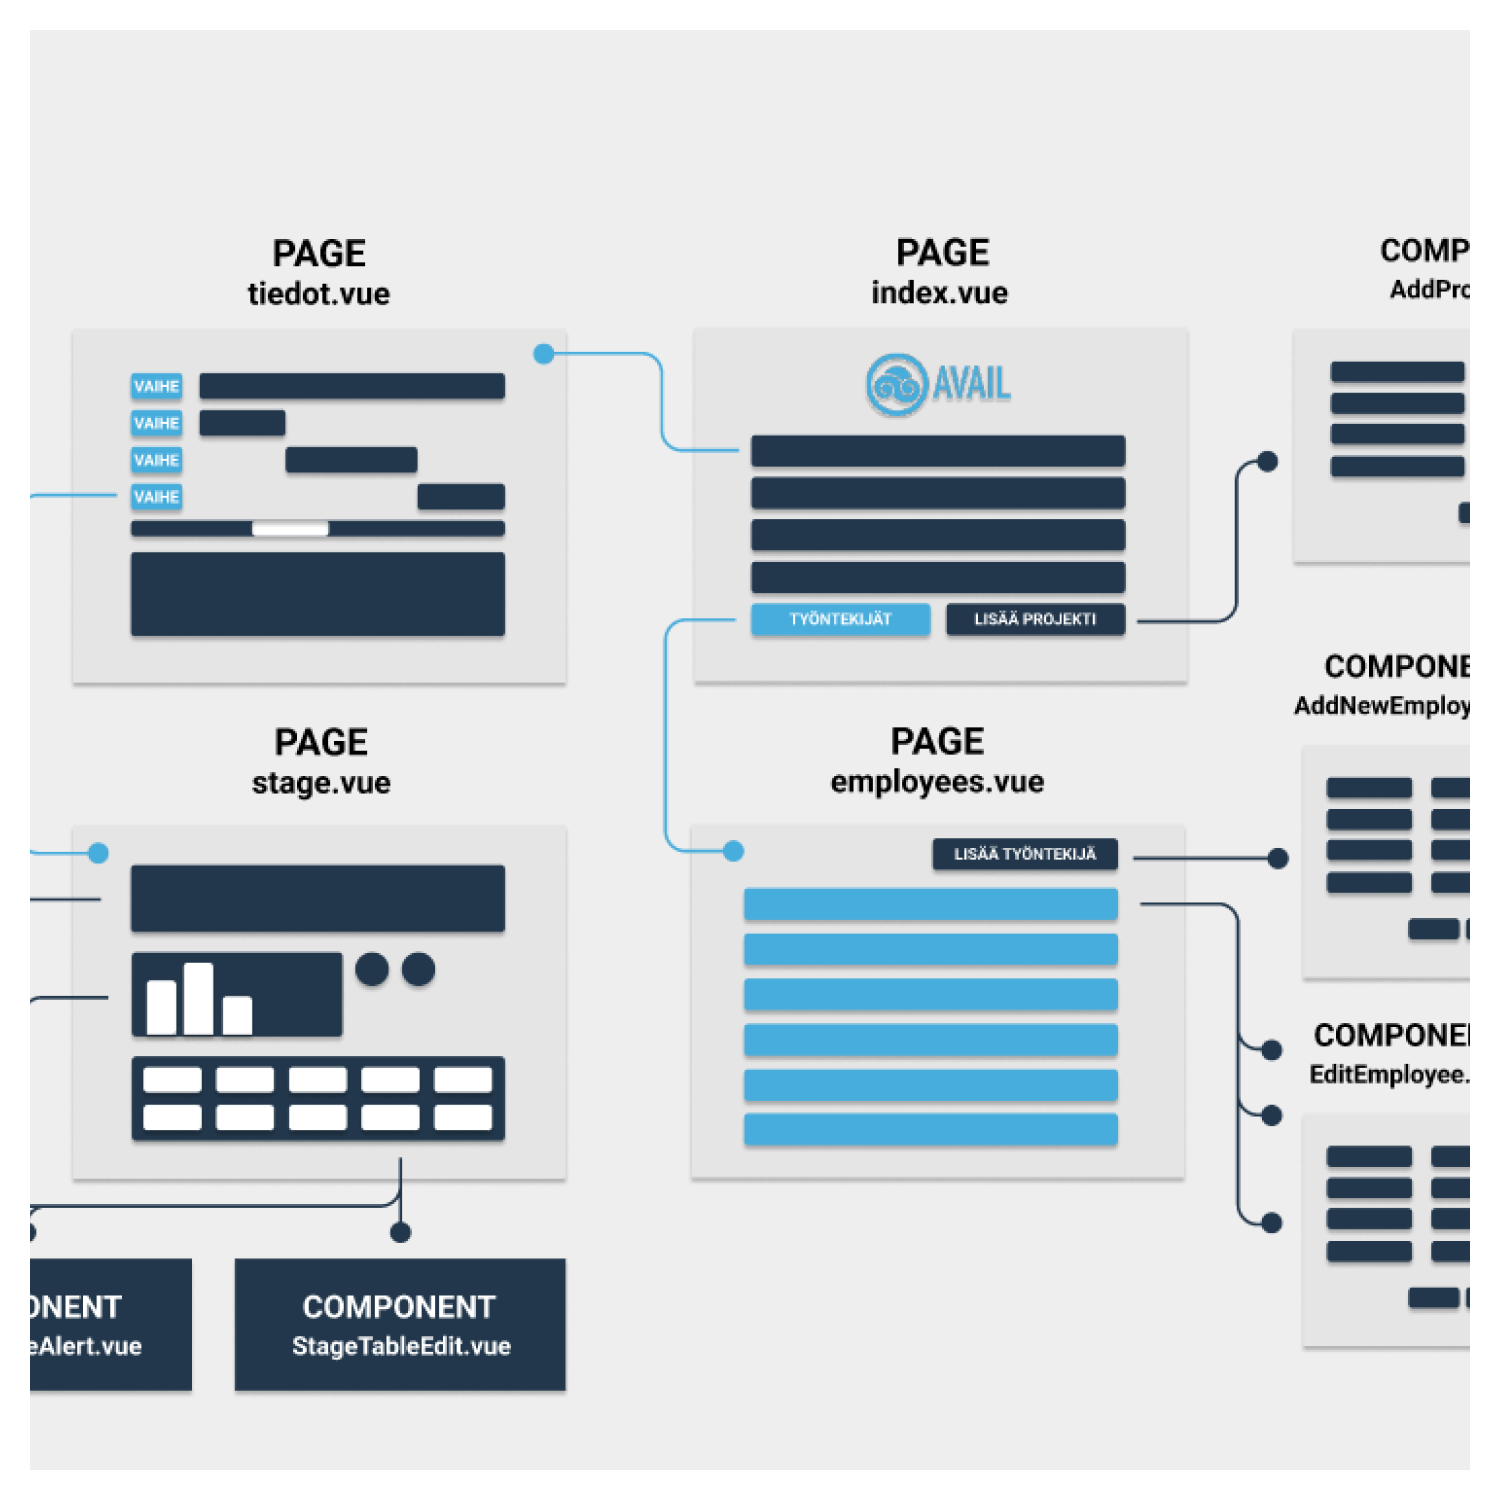 PAGE
tiedot.vue
VAIHE
VAIHE
VAIHE
VAIHE
PAGE
index.vue
AVAIL
TYÖNTEKIJÄT
LISÄÄ PROJEKTI
PAGE
stage.vue
PAGE
employees.vue
LISÄÄ TYÖNTEKIJÄ
COMP
AddPro
COMPONE
AddNewEmploy
COMPONE
EditEmployee.
ONENT
eAlert.vue
COMPONENT
StageTableEdit.vue